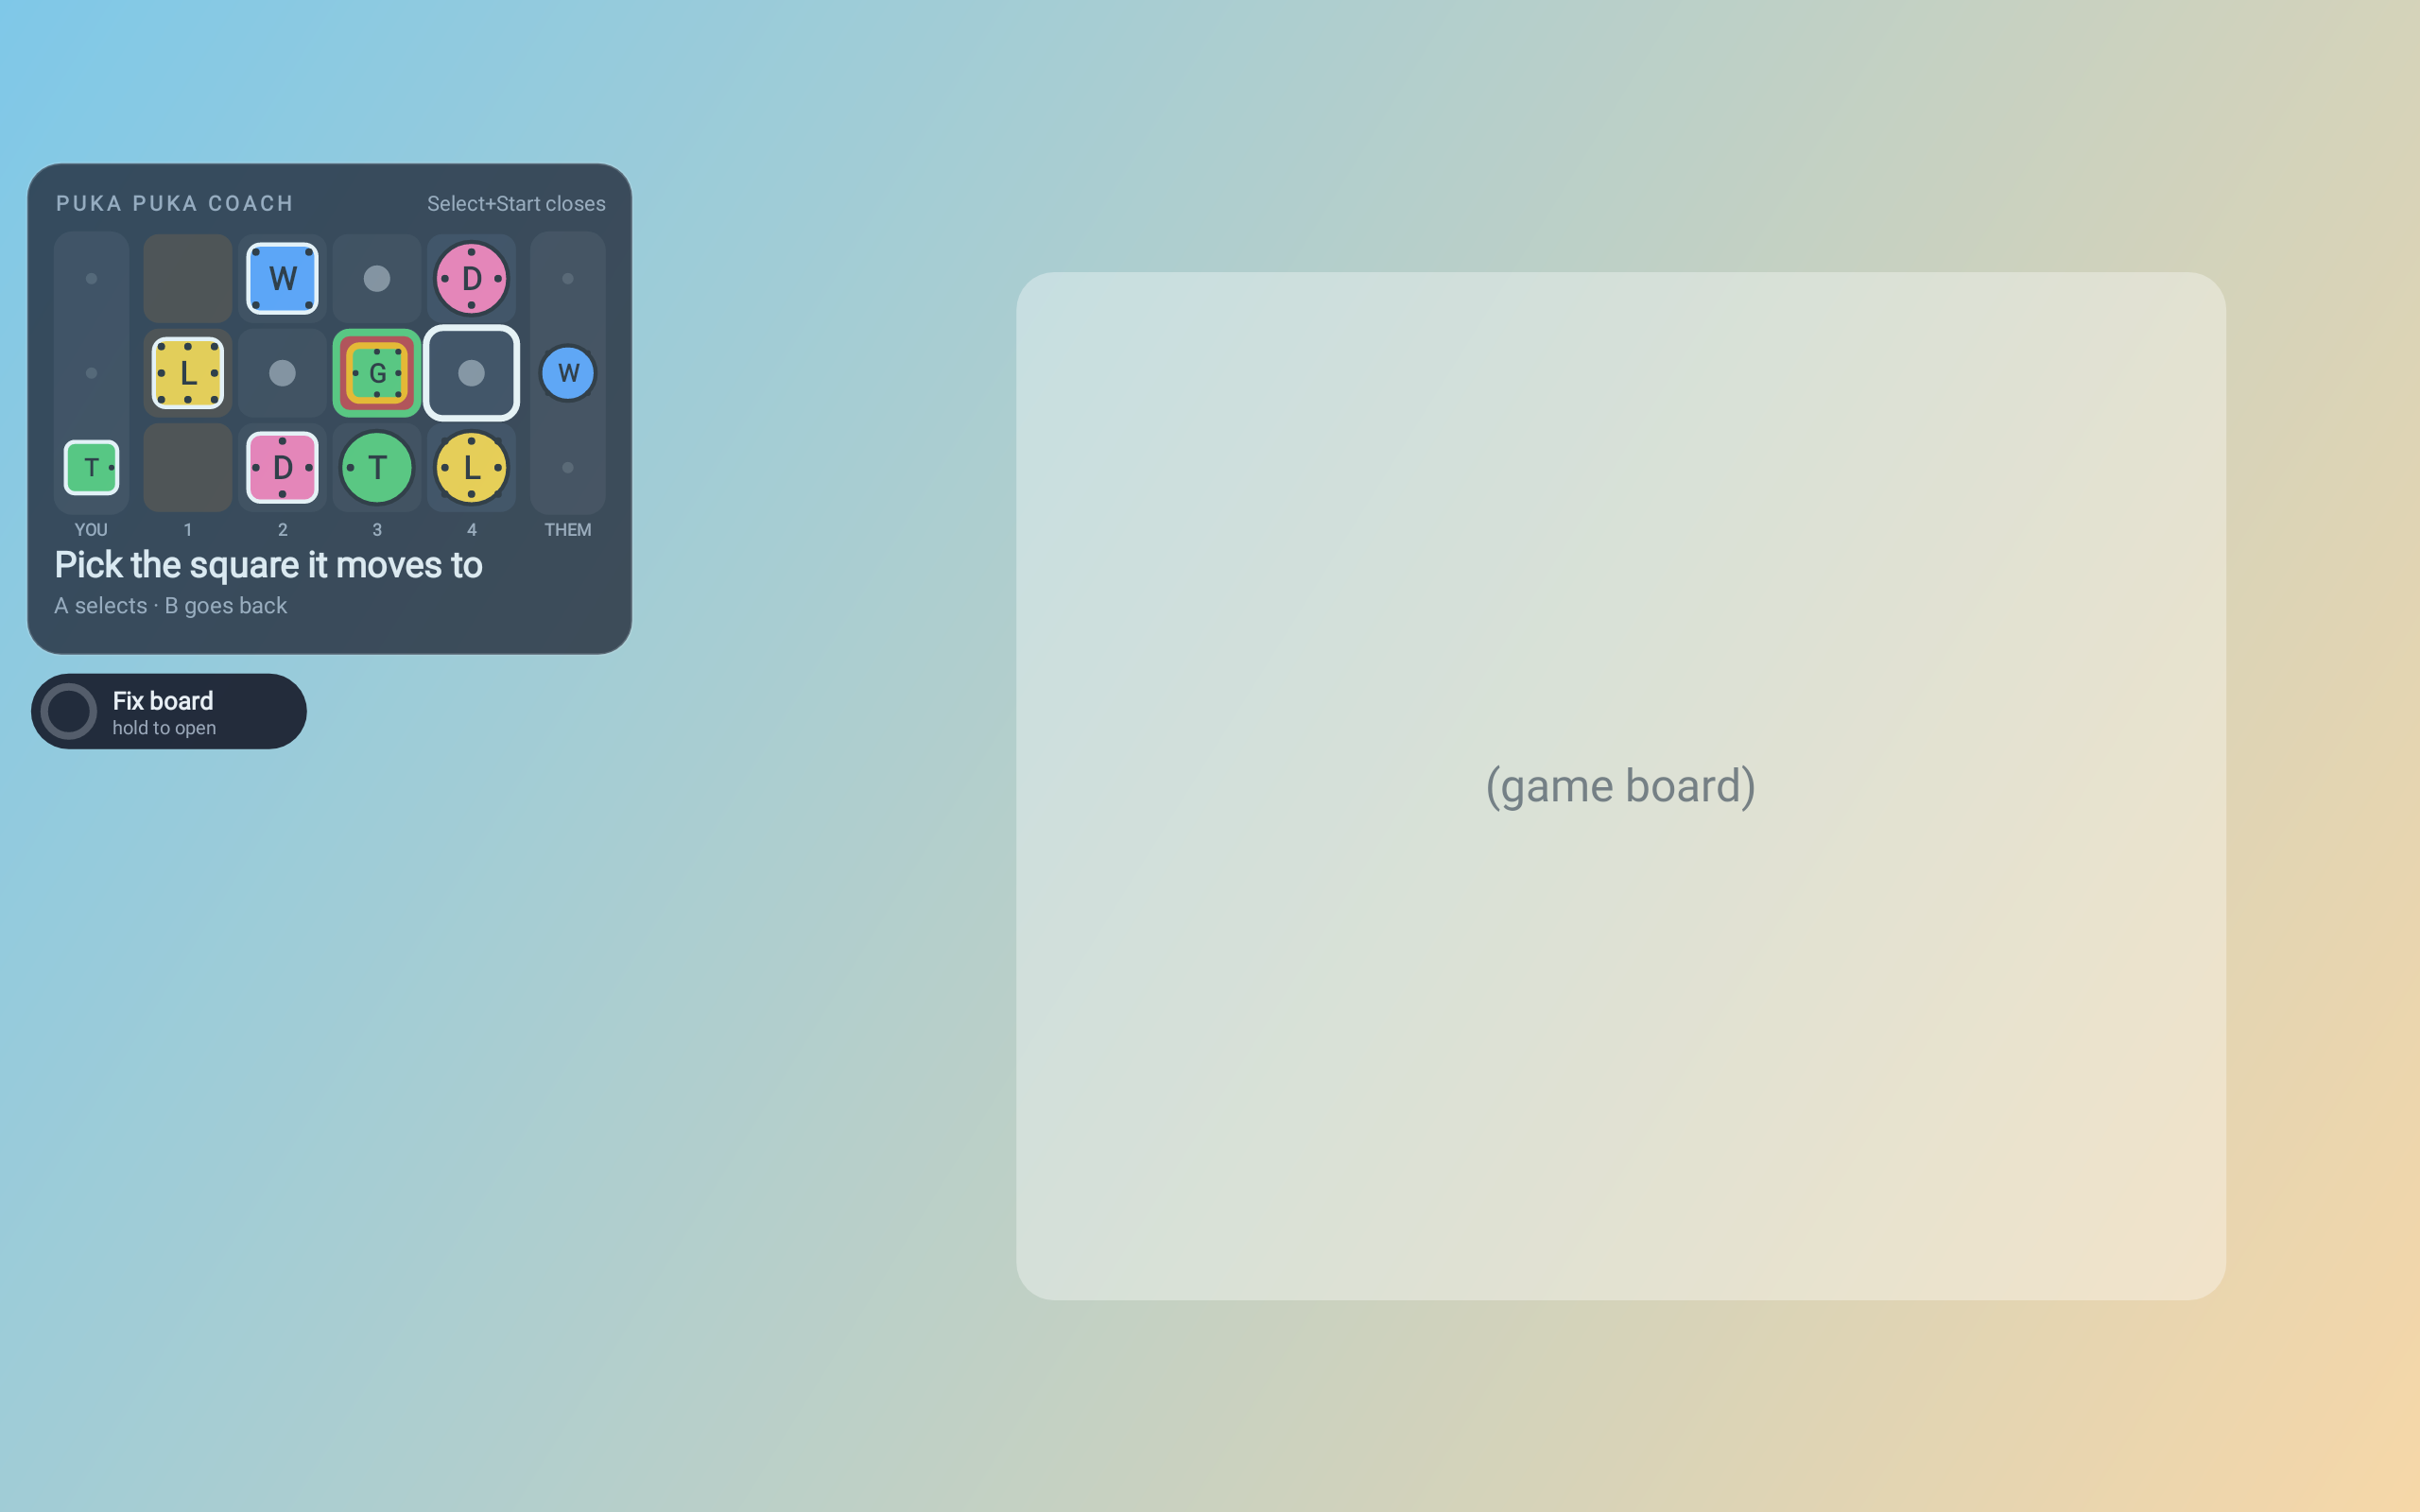 PUKA PUKA COACH Select+Start closes
W D
L G W
T D T L
YOU 1 2 3 4 THEM
Pick the square it moves to
A selects · B goes back
Fix board
hold to open
(game board)